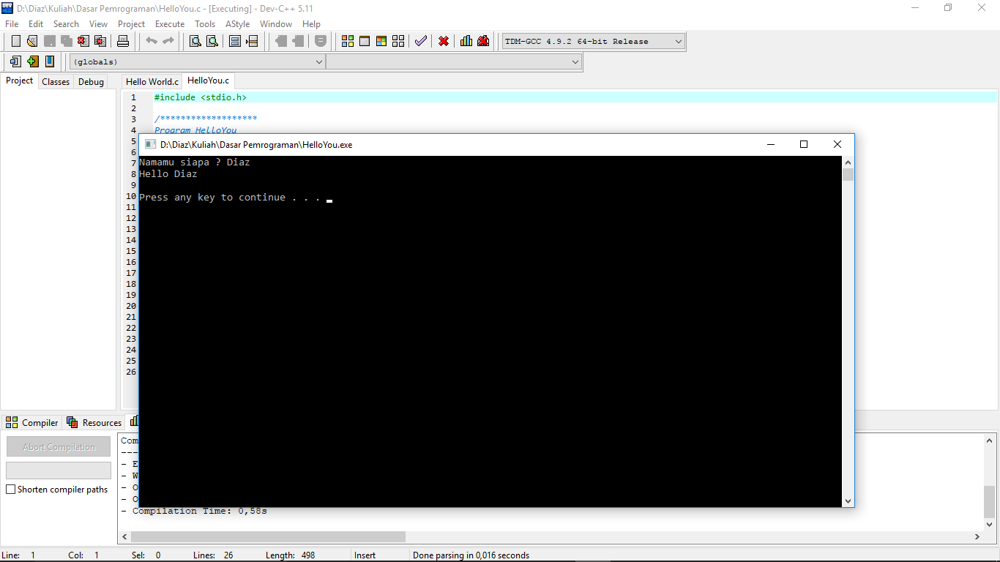 D:\Diaz\Kuliah\Dasar Pemrograman\HelloYou.c - [Executing] - Dev-C++ 5.11
File Edit Search View Project Execute Tools AStyle Window Help
TDM-GCC 4.9.2 64-bit Release
(globals)
Project Classes Debug Hello World.c HelloYou.c
1 #include <stdio.h>
2
3 /*******************
4 Program HelloYou
5
6
7
8
9
10
11
12
13
14
15
16
17
18
19
20
21
22
23
24
25
26
D:\Diaz\Kuliah\Dasar Pemrograman\HelloYou.exe
Namamu siapa ? Diaz
Hello Diaz
Press any key to continue . . .
Compiler Resources
Abort Compilation
Shorten compiler paths
Com
---
- E
- W
- O
- O
- Compilation Time: 0,58s
Line: 1 Col: 1 Sel: 0 Lines: 26 Length: 498 Insert Done parsing in 0,016 seconds